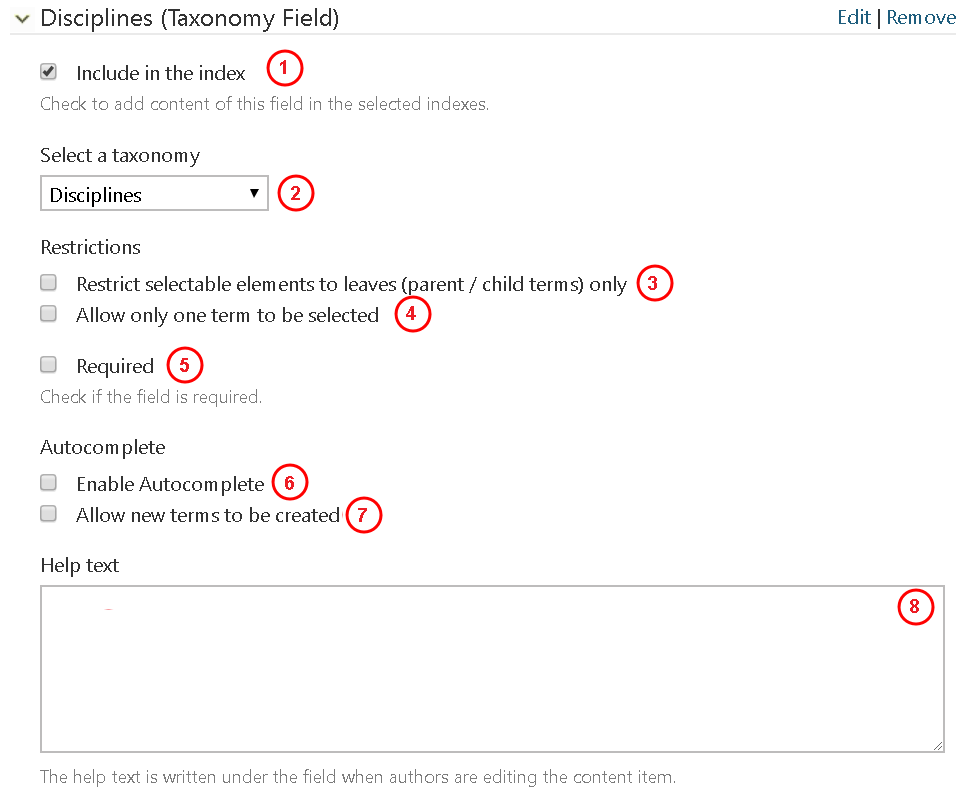 Disciplines (Taxonomy Field) Edit | Remove
Include in the index 1
Check to add content of this field in the selected indexes.
Select a taxonomy
Disciplines 2
Restrictions
Restrict selectable elements to leaves (parent / child terms) only 3
Allow only one term to be selected 4
Required 5
Check if the field is required.
Autocomplete
Enable Autocomplete 6
Allow new terms to be created 7
Help text
8
The help text is written under the field when authors are editing the content item.